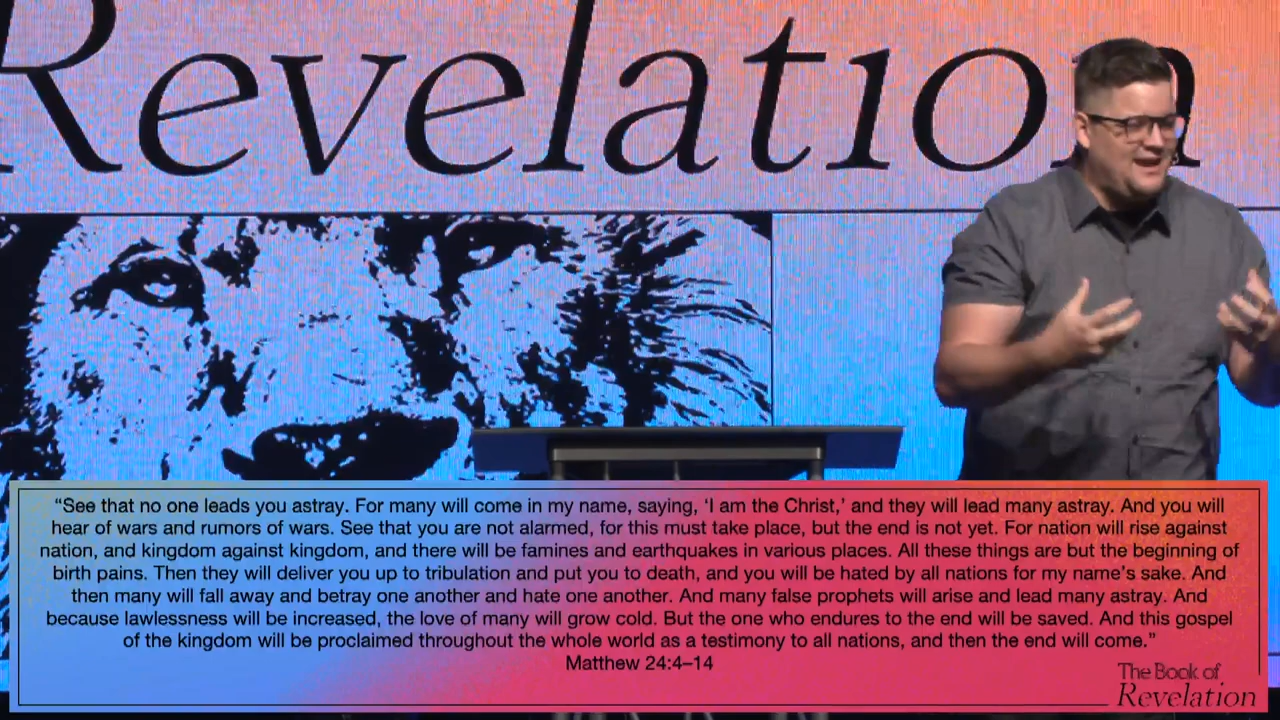 Revelation
“See that no one leads you astray. For many will come in my name, saying, ‘I am the Christ,’ and they will lead many astray. And you will
hear of wars and rumors of wars. See that you are not alarmed, for this must take place, but the end is not yet. For nation will rise against
nation, and kingdom against kingdom, and there will be famines and earthquakes in various places. All these things are but the beginning of
birth pains. Then they will deliver you up to tribulation and put you to death, and you will be hated by all nations for my name’s sake. And
then many will fall away and betray one another and hate one another. And many false prophets will arise and lead many astray. And
because lawlessness will be increased, the love of many will grow cold. But the one who endures to the end will be saved. And this gospel
of the kingdom will be proclaimed throughout the whole world as a testimony to all nations, and then the end will come.”
Matthew 24:4–14
The Book of
Revelation